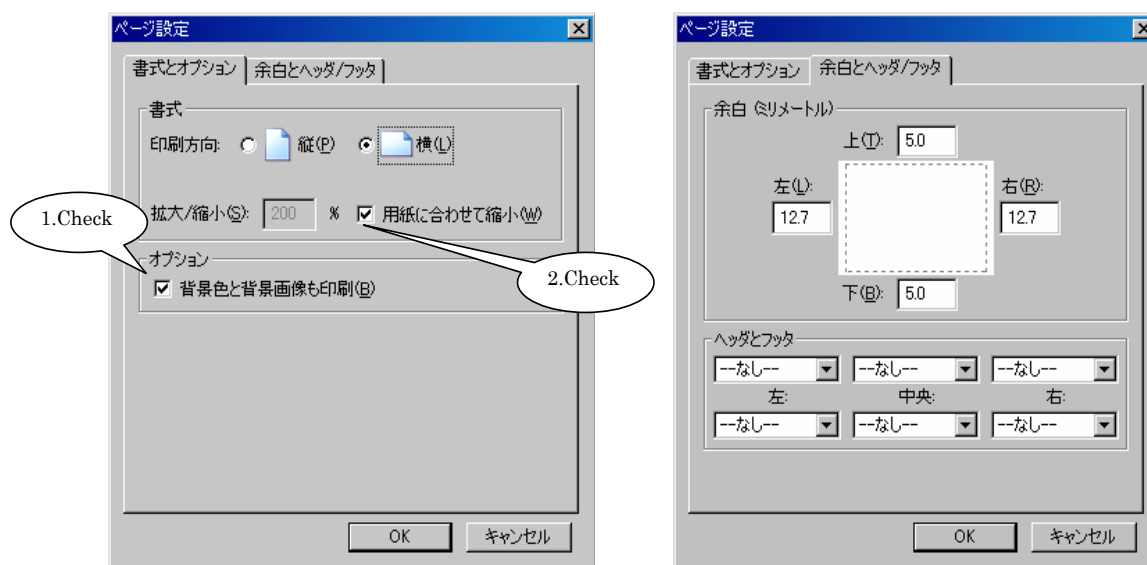 ページ設定
書式とオプション 余白とヘッダ/フッタ
書式
印刷方向: 縦(P) 横(L)
拡大/縮小(S): 200 % 用紙に合わせて縮小(W)
オプション
背景色と背景画像も印刷(B)
1.Check
2.Check
OK キャンセル
ページ設定
書式とオプション 余白とヘッダ/フッタ
余白 (ミリメートル)
上(T): 5.0
左(L): 右(R):
12.7 12.7
下(B): 5.0
ヘッダとフッタ
--なし-- --なし-- --なし--
左: 中央: 右:
--なし-- --なし-- --なし--
OK キャンセル